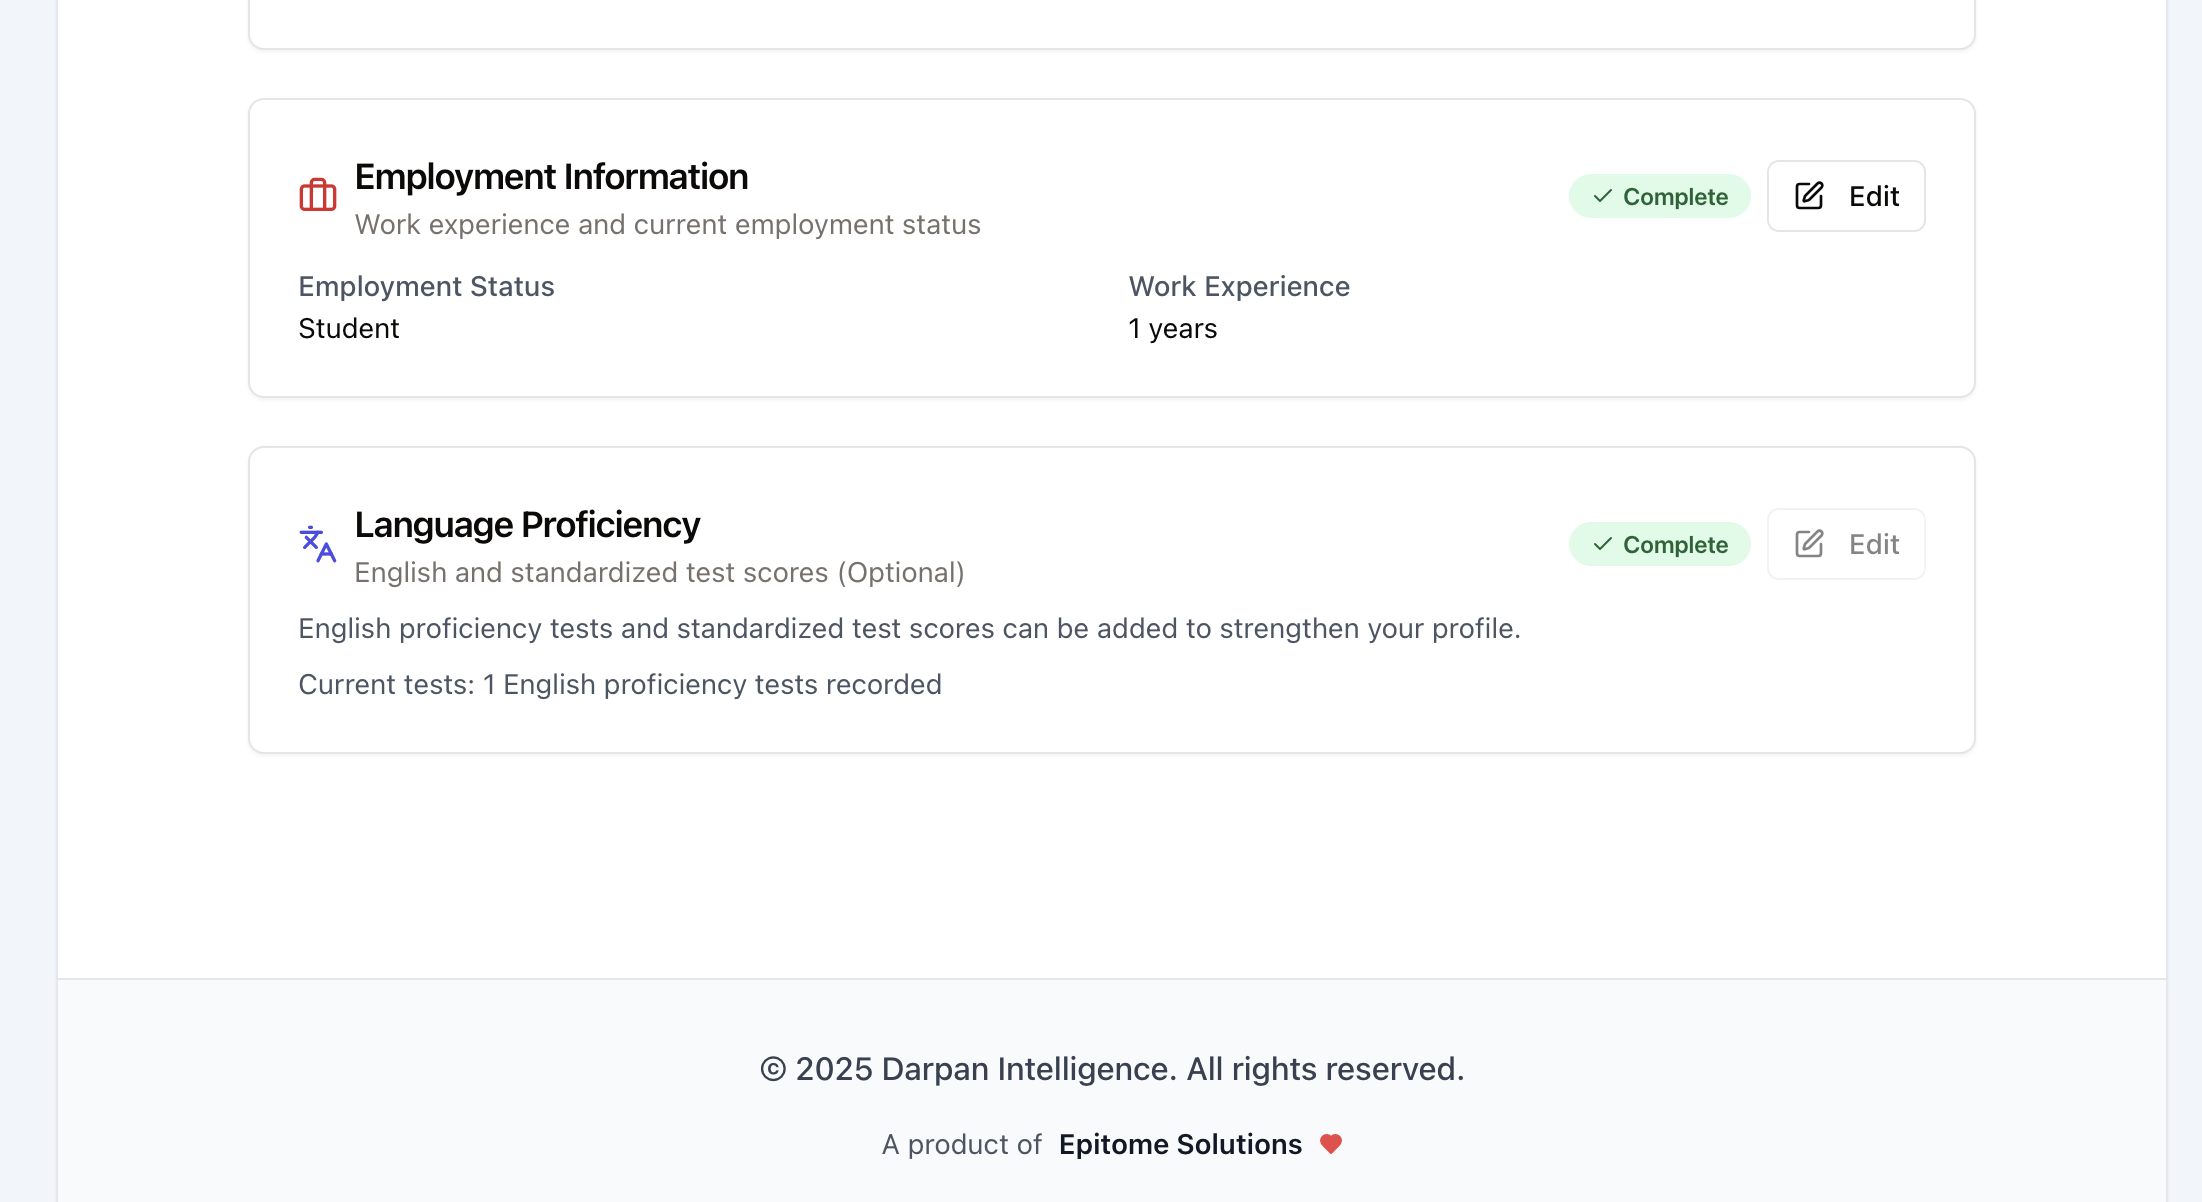 Employment Information
Work experience and current employment status
Complete
Edit
Employment Status
Student
Work Experience
1 years
Language Proficiency
English and standardized test scores (Optional)
Complete
Edit
English proficiency tests and standardized test scores can be added to strengthen your profile.
Current tests: 1 English proficiency tests recorded
© 2025 Darpan Intelligence. All rights reserved.
A product of Epitome Solutions